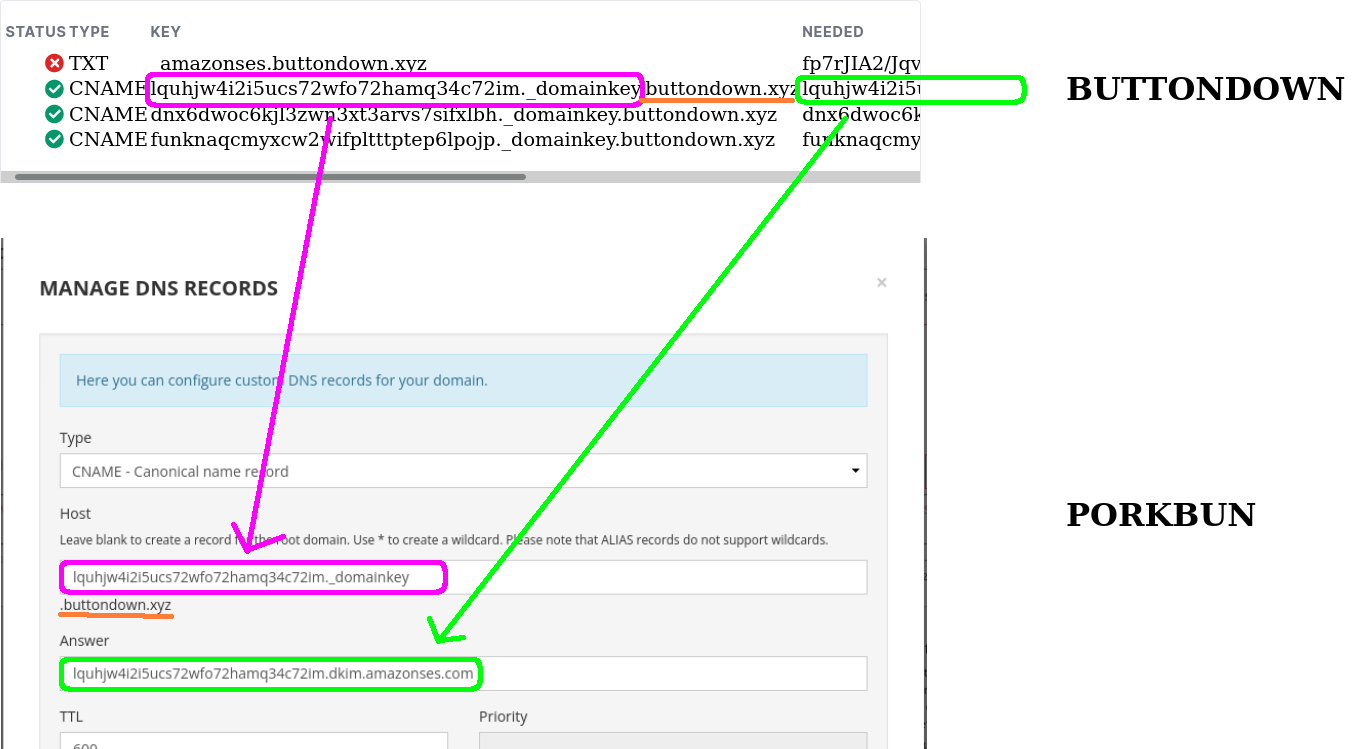 STATUS TYPE KEY NEEDED
TXT _amazonses.buttondown.xyz fp7rJIA2/Jqv
CNAME lquhjw4i2i5ucs72wfo72hamq34c72im._domainkey.buttondown.xyz lquhjw4i2i5u
BUTTONDOWN
CNAME dnx6dwoc6kjl3zwn3xt3arvs7sifxlbh._domainkey.buttondown.xyz dnx6dwoc6k
CNAME funknaqcmyxcw2wifpltttptep6lpojp._domainkey.buttondown.xyz funknaqcmy
MANAGE DNS RECORDS ×
Here you can configure custom DNS records for your domain.
Type
CNAME - Canonical name record
Host
PORKBUN
Leave blank to create a record for the root domain. Use * to create a wildcard. Please note that ALIAS records do not support wildcards.
lquhjw4i2i5ucs72wfo72hamq34c72im._domainkey
.buttondown.xyz
Answer
lquhjw4i2i5ucs72wfo72hamq34c72im.dkim.amazonses.com
TTL Priority
600